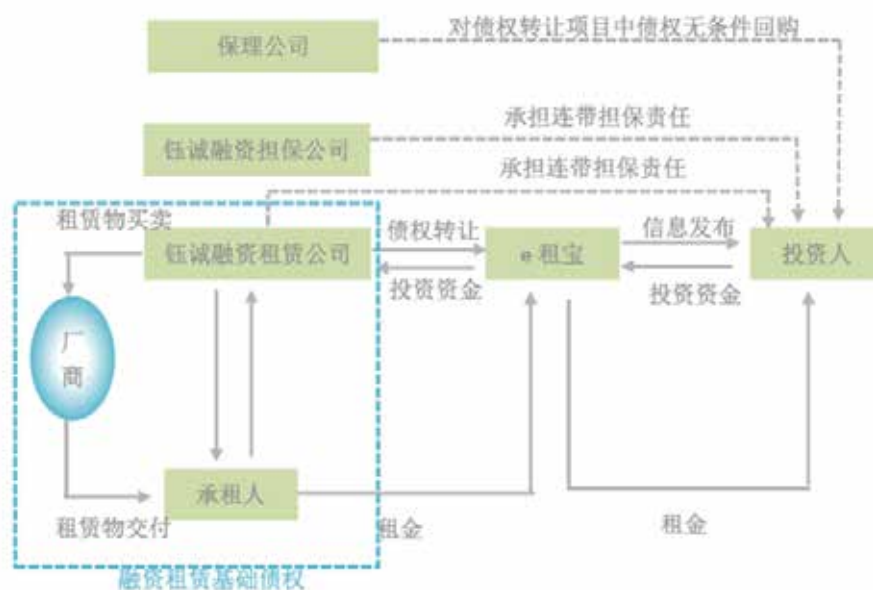 对债权转让项目中债权无条件回购
保理公司
承担连带担保责任
钰诚融资担保公司
承担连带担保责任
租赁物买卖
钰诚融资租赁公司
债权转让
e租宝
信息发布
投资人
投资资金
投资资金
厂
商
承租人
租赁物交付
租金
租金
融资租赁基础债权